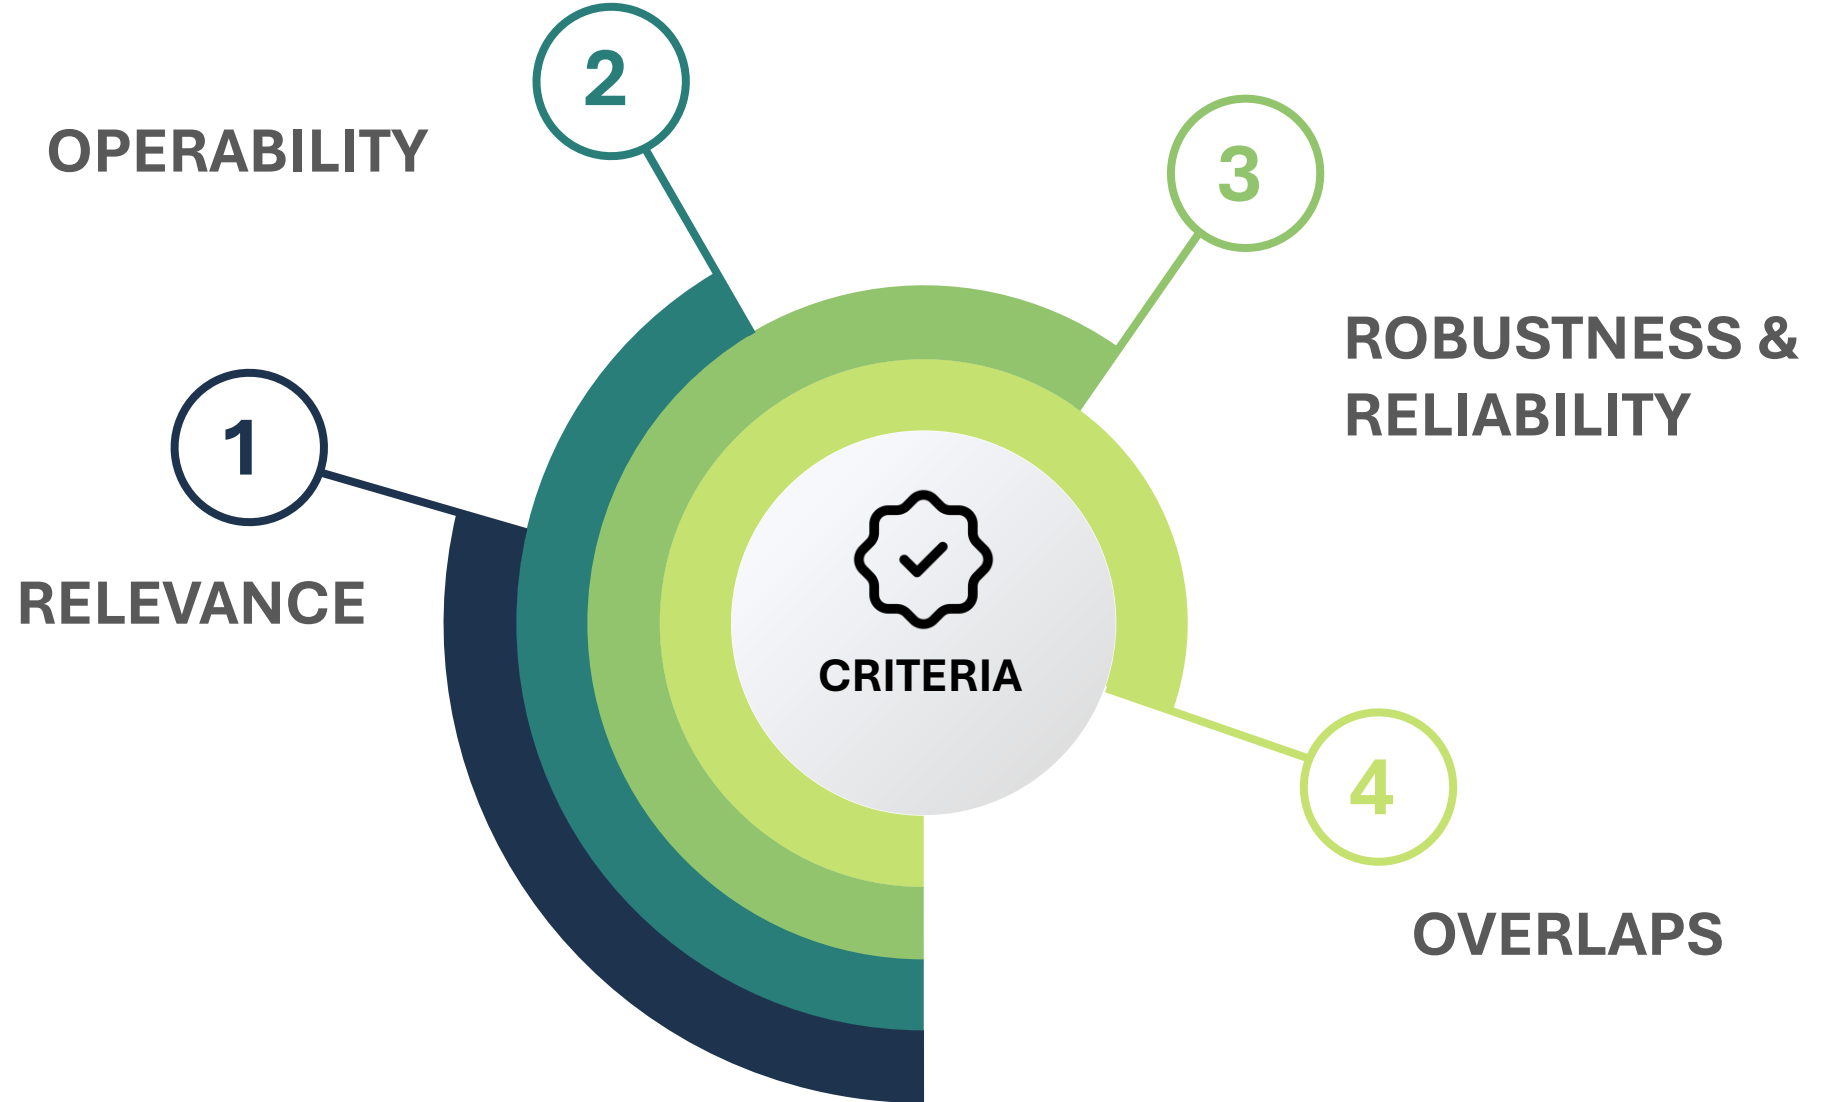 1
RELEVANCE
2
OPERABILITY
3
ROBUSTNESS &
RELIABILITY
4
OVERLAPS
CRITERIA